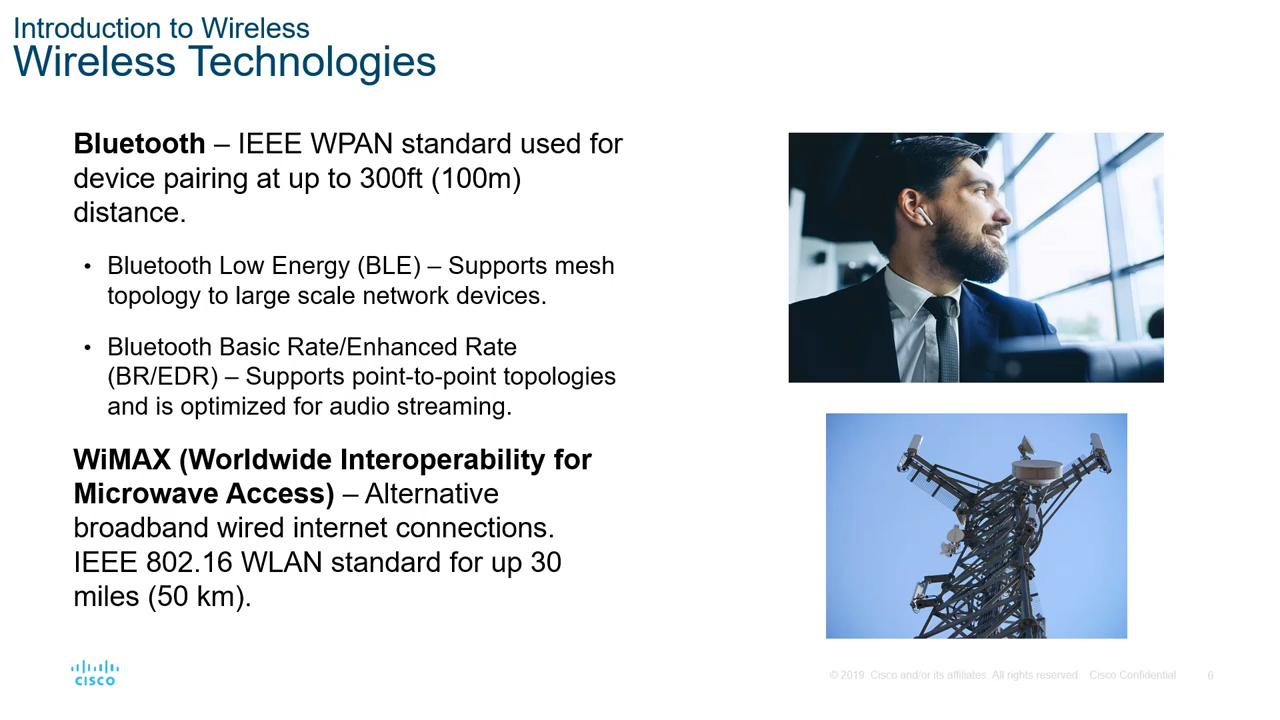 Introduction to Wireless
Wireless Technologies
Bluetooth – IEEE WPAN standard used for
device pairing at up to 300ft (100m)
distance.
• Bluetooth Low Energy (BLE) – Supports mesh
topology to large scale network devices.
• Bluetooth Basic Rate/Enhanced Rate
(BR/EDR) – Supports point-to-point topologies
and is optimized for audio streaming.
WiMAX (Worldwide Interoperability for
Microwave Access) – Alternative
broadband wired internet connections.
IEEE 802.16 WLAN standard for up 30
miles (50 km).
CISCO
© 2019 Cisco and/or its affiliates. All rights reserved. Cisco Confidential
6